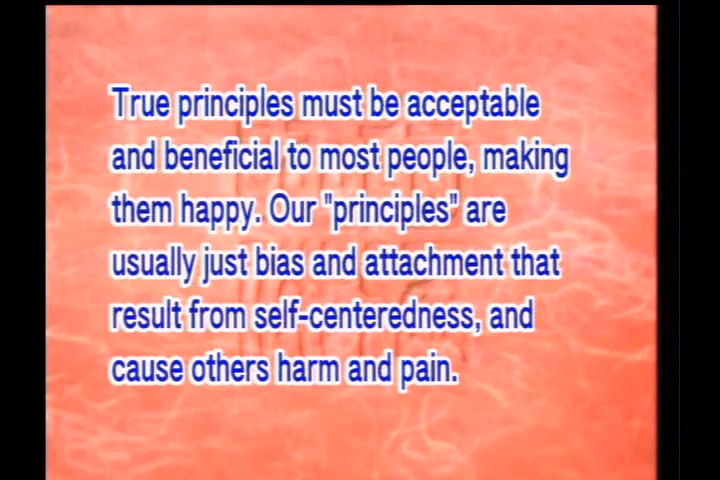 True principles must be acceptable
and beneficial to most people, making
them happy. Our "principles" are
usually just bias and attachment that
result from self-centeredness, and
cause others harm and pain.